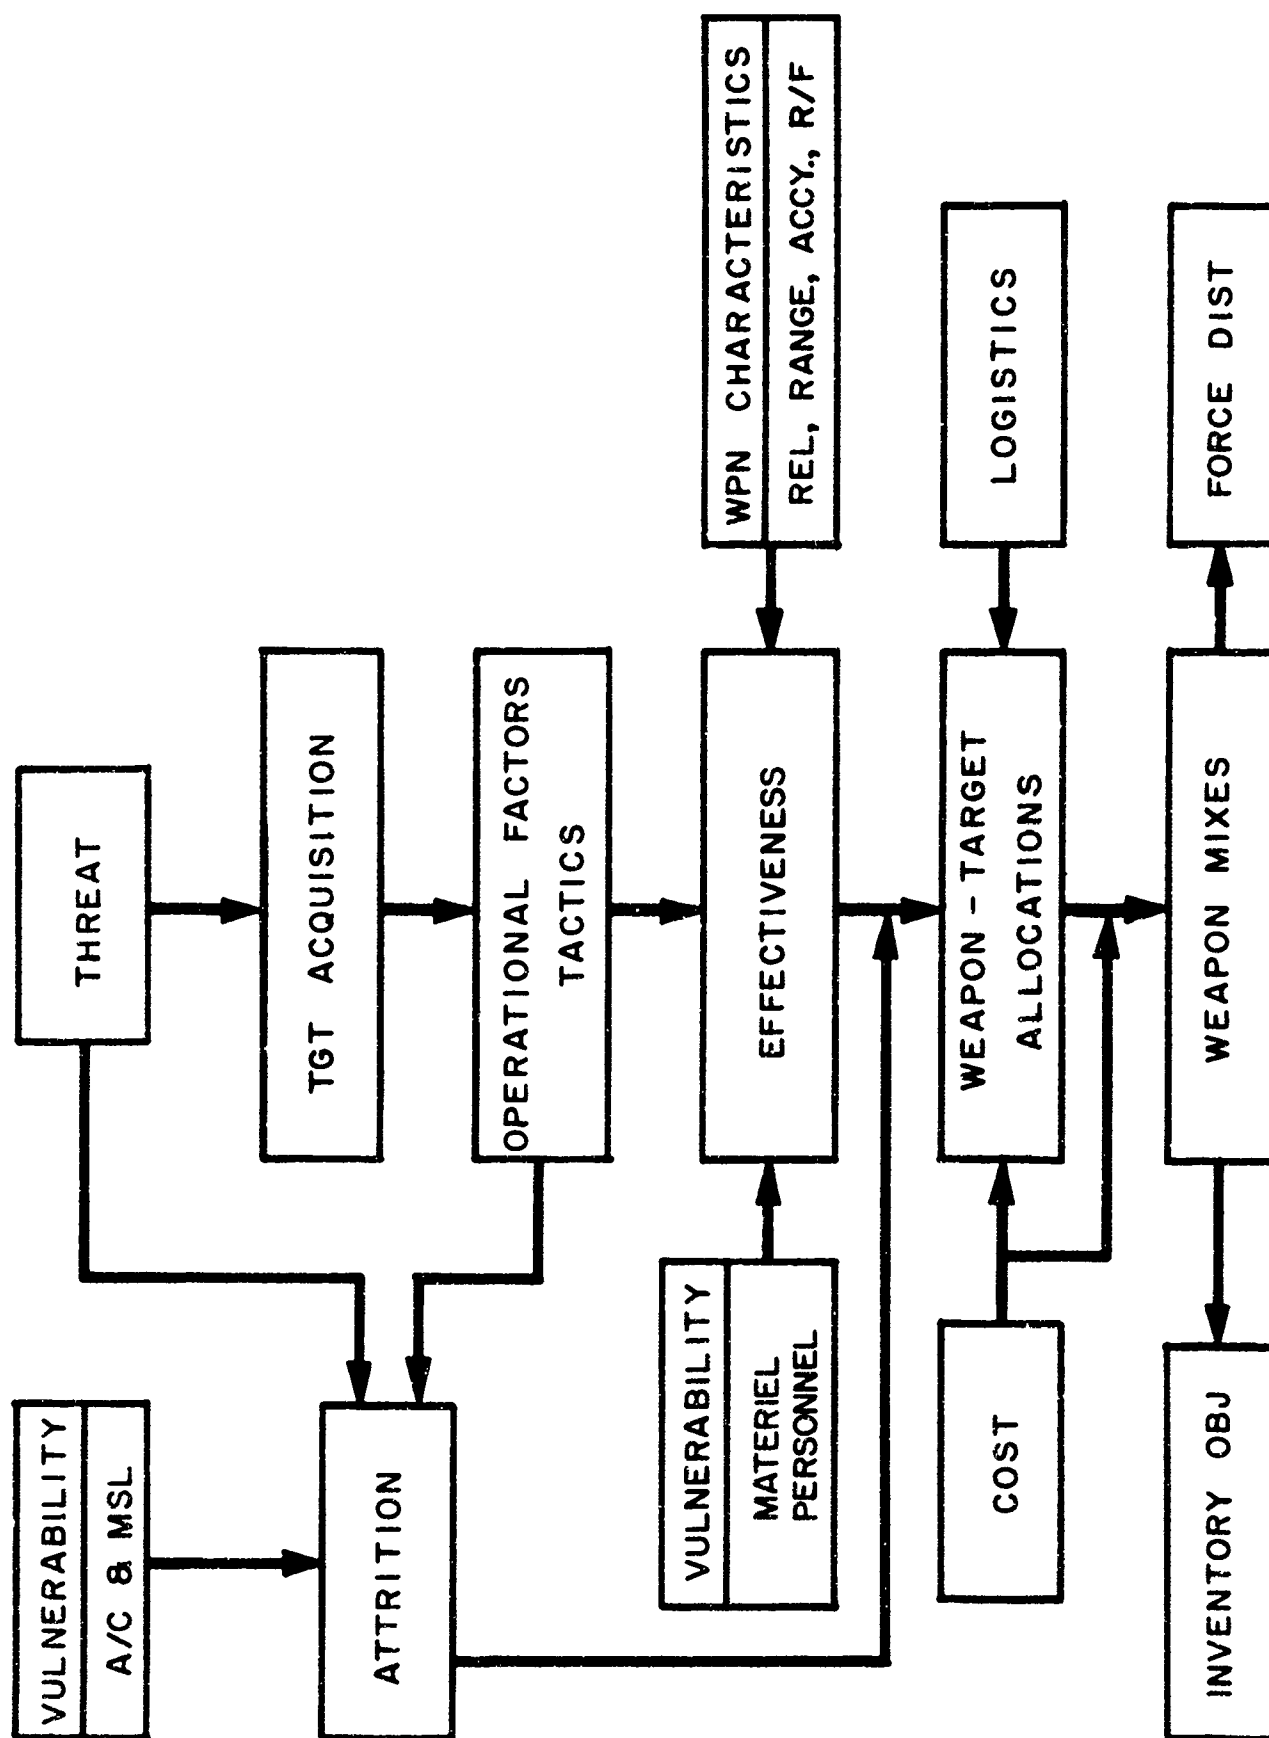 VULNERABILITY
A/C & MSL
THREAT
ATTRITION
TGT ACQUISITION
OPERATIONAL FACTORS
TACTICS
VULNERABILITY
MATERIEL
PERSONNEL
EFFECTIVENESS
WPN CHARACTERISTICS
REL, RANGE, ACCY., R/F
COST
WEAPON - TARGET
ALLOCATIONS
LOGISTICS
INVENTORY OBJ
WEAPON MIXES
FORCE DIST